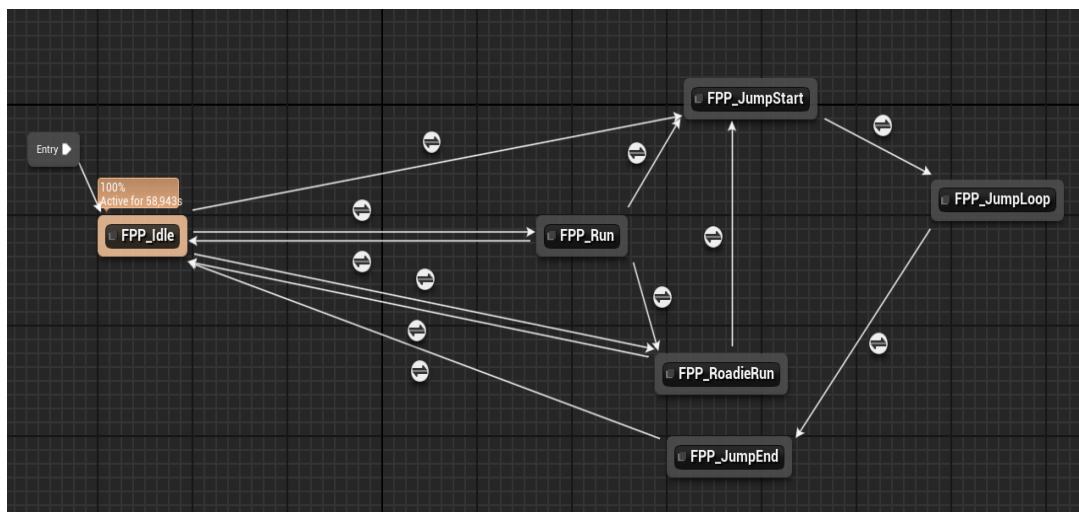 FPP_JumpStart
Entry
100%
Active for 58,943s
FPP_JumpLoop
FPP_Idle
FPP_Run
FPP_RoadieRun
FPP_JumpEnd